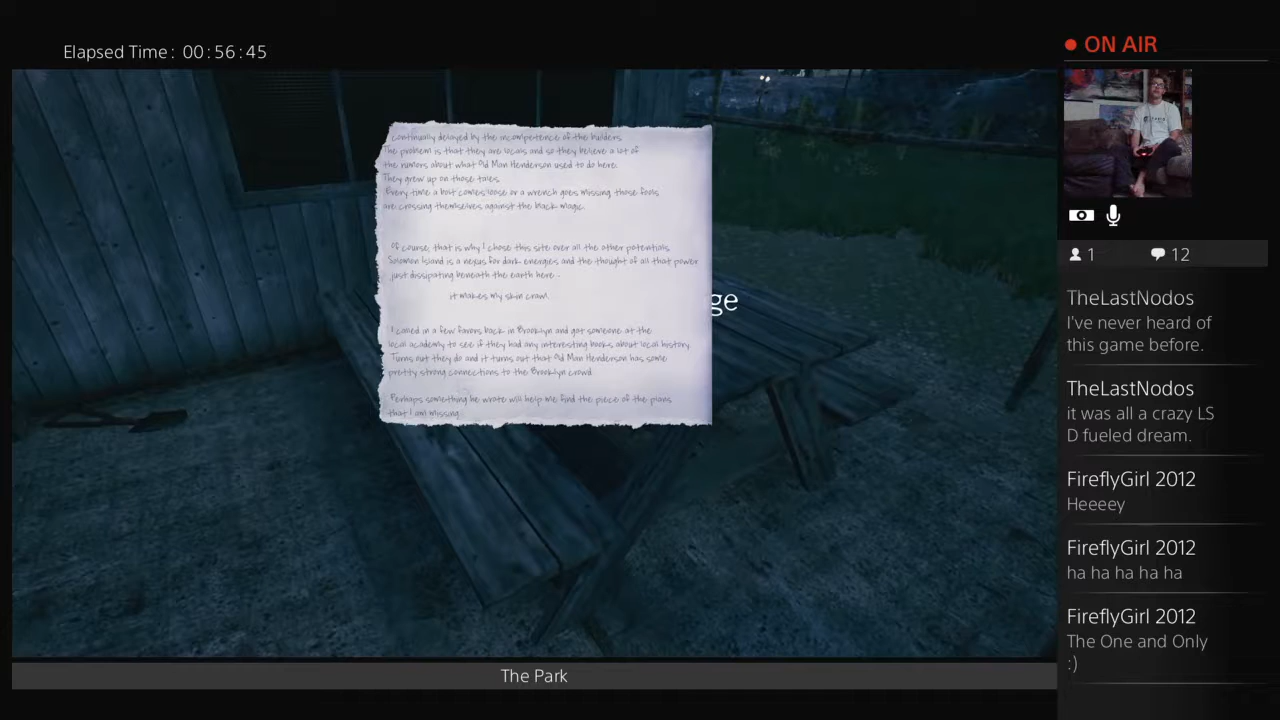 Elapsed Time: 00:56:45
ON AIR
continually delayed by the incompetence of the builders.
The problem is that they are locals and so they believe a lot of
the rumors about what Old Man Henderson used to do here.
They grew up on those tales.
Every time a bolt comes loose or a wrench goes missing those fools
are crossing themselves against the black magic.
Of course, that is why I chose this site over all the other potentials.
Solomon Island is a nexus for dark energies and the thought of all that power
just dissipating beneath the earth here...
it makes my skin crawl.
I called in a few favors back in Brooklyn and got someone at the
local academy to see if they had any interesting books about local history.
Turns out they do and it turns out that Old Man Henderson has some
pretty strong connections to the Brooklyn crowd.
Perhaps something he wrote will help me find the piece of the plans
that I am missing.
ge
1 12
TheLastNodos
I've never heard of
this game before.
TheLastNodos
it was all a crazy LS
D fueled dream.
FireflyGirl 2012
Heeeey
FireflyGirl 2012
ha ha ha ha ha
FireflyGirl 2012
The One and Only
:)
The Park